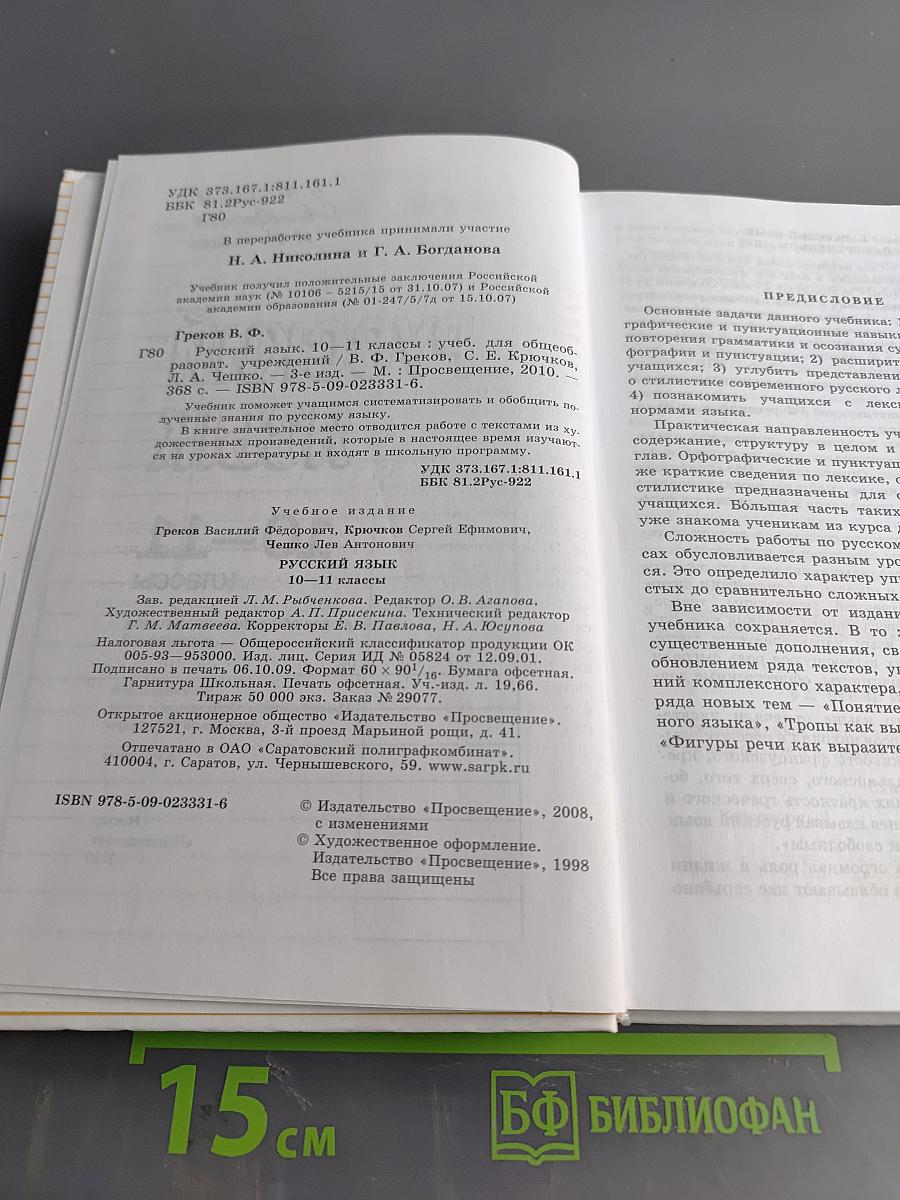 УДК 373.167.1:811.161.1
ББК 81.2Рус-922
Г80
В переработке учебника принимали участие
Н. А. Николина и Г. А. Богданова
Учебник получил положительные заключения Российской
академии наук (№ 10106 – 5215/15 от 31.10.07) и Российской
академии образования (№ 01-247/5/7д от 15.10.07)
Греков В. Ф.
Г80 Русский язык. 10—11 классы : учеб. для общеоб-
разоват. учреждений / В. Ф. Греков, С. Е. Крючков,
Л. А. Чешко. — 3-е изд. — М. : Просвещение, 2010. —
368 с. — ISBN 978-5-09-023331-6.
Учебник поможет учащимся систематизировать и обобщить по-
лученные знания по русскому языку.
В книге значительное место отводится работе с текстами из ху-
дожественных произведений, которые в настоящее время изучают-
ся на уроках литературы и входят в школьную программу.
УДК 373.167.1:811.161.1
ББК 81.2Рус-922
Учебное издание
Греков Василий Фёдорович, Крючков Сергей Ефимович,
Чешко Лев Антонович
РУССКИЙ ЯЗЫК
10—11 классы
Зав. редакцией Л. М. Рыбченкова. Редактор О. В. Агапова.
Художественный редактор А. П. Присекина. Технический редактор
Г. М. Матвеева. Корректоры Е. В. Павлова, Н. А. Юсупова
Налоговая льгота — Общероссийский классификатор продукции ОК
005-93—953000. Изд. лиц. Серия ИД № 05824 от 12.09.01.
Подписано в печать 06.10.09. Формат 60 × 90 1/16. Бумага офсетная.
Гарнитура Школьная. Печать офсетная. Уч.-изд. л. 19,66.
Тираж 50 000 экз. Заказ № 29077.
Открытое акционерное общество «Издательство «Просвещение».
127521, г. Москва, 3-й проезд Марьиной рощи, д. 41.
Отпечатано в ОАО «Саратовский полиграфкомбинат».
410004, г. Саратов, ул. Чернышевского, 59. www.sarpk.ru
ISBN 978-5-09-023331-6
© Издательство «Просвещение», 2008,
с изменениями
© Художественное оформление.
Издательство «Просвещение», 1998
Все права защищены
ПРЕДИСЛОВИЕ
Основные задачи данного учебника:
графические и пунктуационные навык
повторения грамматики и осознания су
фографии и пунктуации; 2) расширит
учащихся; 3) углубить представлени
о стилистике современного русского л
4) познакомить учащихся с лекс
нормами языка.
Практическая направленность уч
содержание, структуру в целом и
глав. Орфографические и пунктуац
же краткие сведения по лексике, с
стилистике предназначены для с
учащихся. Бо́льшая часть таких
уже знакома ученикам из курса д
Сложность работы по русском
сах обусловливается разным уро
ся. Это определило характер уп
стых до сравнительно сложных.
Вне зависимости от издани
учебника сохраняется. В то ж
существенные дополнения, св
обновлением ряда текстов, ув
ний комплексного характера,
ряда новых тем — «Понятие
ного языка», «Тропы как вы
«Фигуры речи как выразите
15 см
БФ БИБЛИОФАН